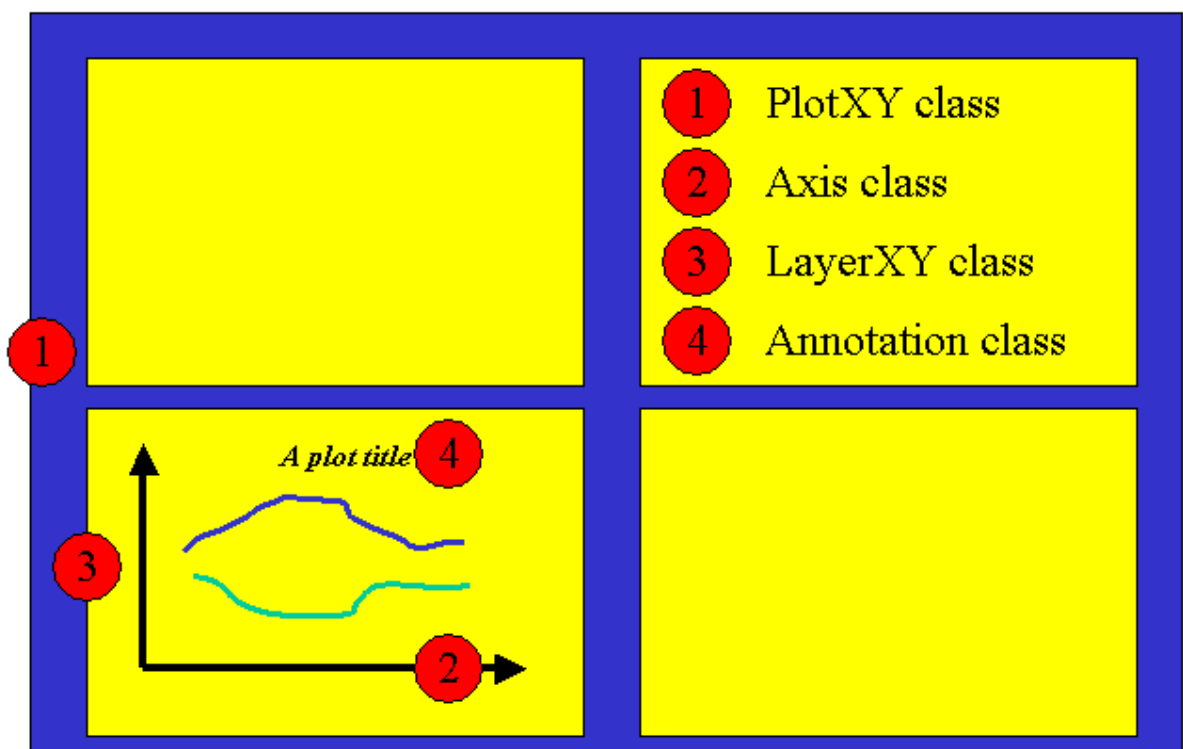 1 PlotXY class
2 Axis class
3 LayerXY class
4 Annotation class
1
A plot title 4
3
2